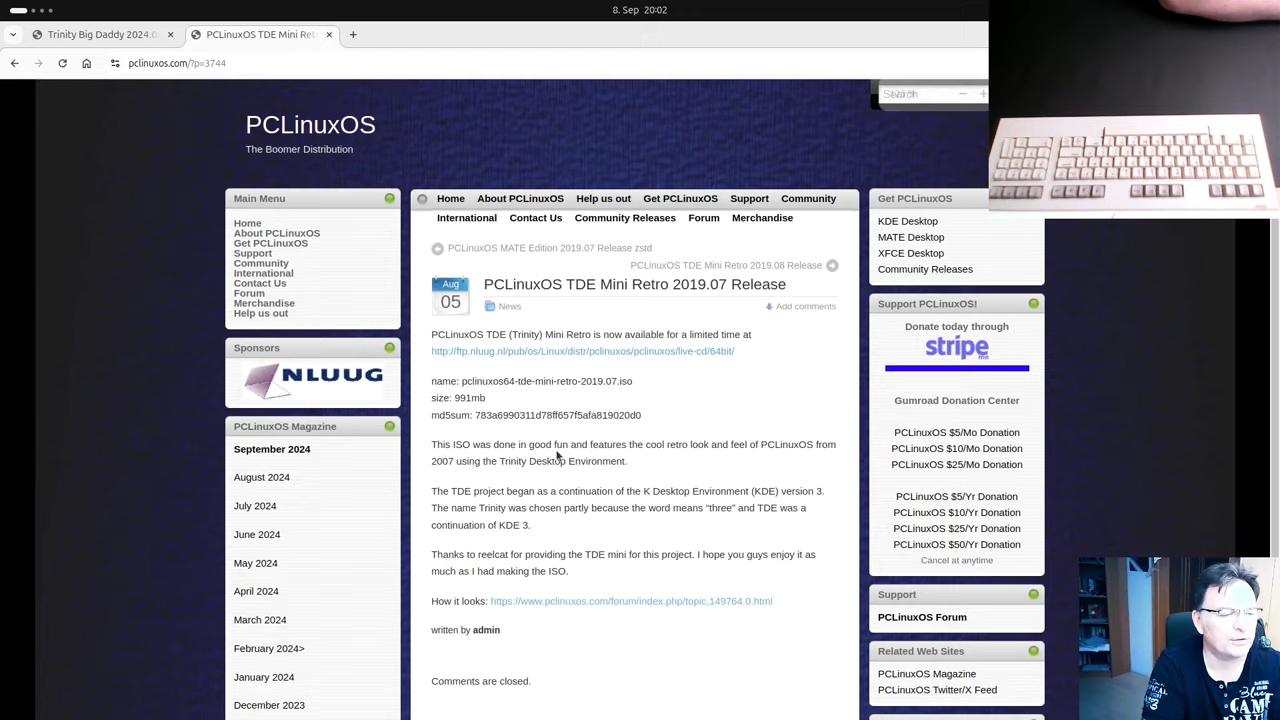 8. Sep 20:02
Trinity Big Daddy 2024.0
PCLinuxOS TDE Mini Ret
pclinuxos.com/?p=3744
Search
PCLinuxOS
The Boomer Distribution
Main Menu
Home
About PCLinuxOS
Get PCLinuxOS
Support
Community
International
Contact Us
Forum
Merchandise
Help us out
Sponsors
NLUUG
PCLinuxOS Magazine
September 2024
August 2024
July 2024
June 2024
May 2024
April 2024
March 2024
February 2024>
January 2024
December 2023
Home About PCLinuxOS Help us out Get PCLinuxOS Support Community
International Contact Us Community Releases Forum Merchandise
PCLinuxOS MATE Edition 2019.07 Release zstd
PCLinuxOS TDE Mini Retro 2019.08 Release
Aug
05
PCLinuxOS TDE Mini Retro 2019.07 Release
News
Add comments
PCLinuxOS TDE (Trinity) Mini Retro is now available for a limited time at
http://ftp.nluug.nl/pub/os/Linux/distr/pclinuxos/pclinuxos/live-cd/64bit/
name: pclinuxos64-tde-mini-retro-2019.07.iso
size: 991mb
md5sum: 783a6990311d78ff657f5afa819020d0
This ISO was done in good fun and features the cool retro look and feel of PCLinuxOS from
2007 using the Trinity Desktop Environment.
The TDE project began as a continuation of the K Desktop Environment (KDE) version 3.
The name Trinity was chosen partly because the word means “three” and TDE was a
continuation of KDE 3.
Thanks to reelcat for providing the TDE mini for this project. I hope you guys enjoy it as
much as I had making the ISO.
How it looks: https://www.pclinuxos.com/forum/index.php/topic,149764.0.html
written by admin
Comments are closed.
Get PCLinuxOS
KDE Desktop
MATE Desktop
XFCE Desktop
Community Releases
Support PCLinuxOS!
Donate today through
stripe
me
Gumroad Donation Center
PCLinuxOS $5/Mo Donation
PCLinuxOS $10/Mo Donation
PCLinuxOS $25/Mo Donation
PCLinuxOS $5/Yr Donation
PCLinuxOS $10/Yr Donation
PCLinuxOS $25/Yr Donation
PCLinuxOS $50/Yr Donation
Cancel at anytime
Support
PCLinuxOS Forum
Related Web Sites
PCLinuxOS Magazine
PCLinuxOS Twitter/X Feed